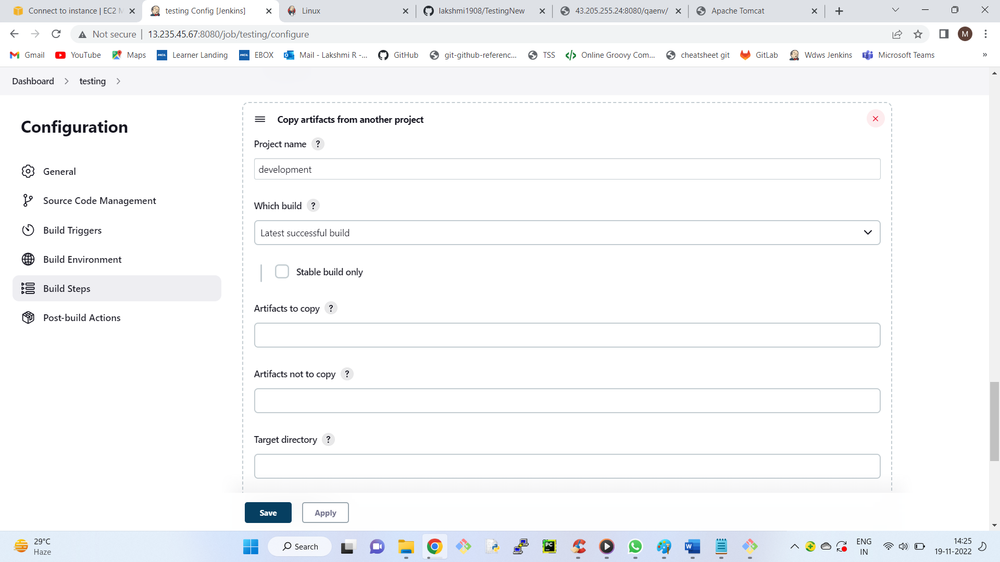 Connect to instance | EC2 M
testing Config [Jenkins]
Linux
lakshmi1908/TestingNew
43.205.255.24:8080/qaenv/
Apache Tomcat
Not secure
13.235.45.67:8080/job/testing/configure
M
Gmail
YouTube
Maps
HCL
Learner Landing
HCL
EBOX
Mail - Lakshmi R -...
GitHub
git-github-referenc...
TSS
Online Groovy Com...
cheatsheet git
GitLab
Wdws Jenkins
Microsoft Teams
»
Dashboard
testing
Configuration
General
Source Code Management
Build Triggers
Build Environment
Build Steps
Post-build Actions
Copy artifacts from another project
Project name ?
development
Which build ?
Latest successful build
Stable build only
Artifacts to copy ?
Artifacts not to copy ?
Target directory ?
Save
Apply
29°C
Haze
Search
PC
W
ENG
IN
14:25
19-11-2022